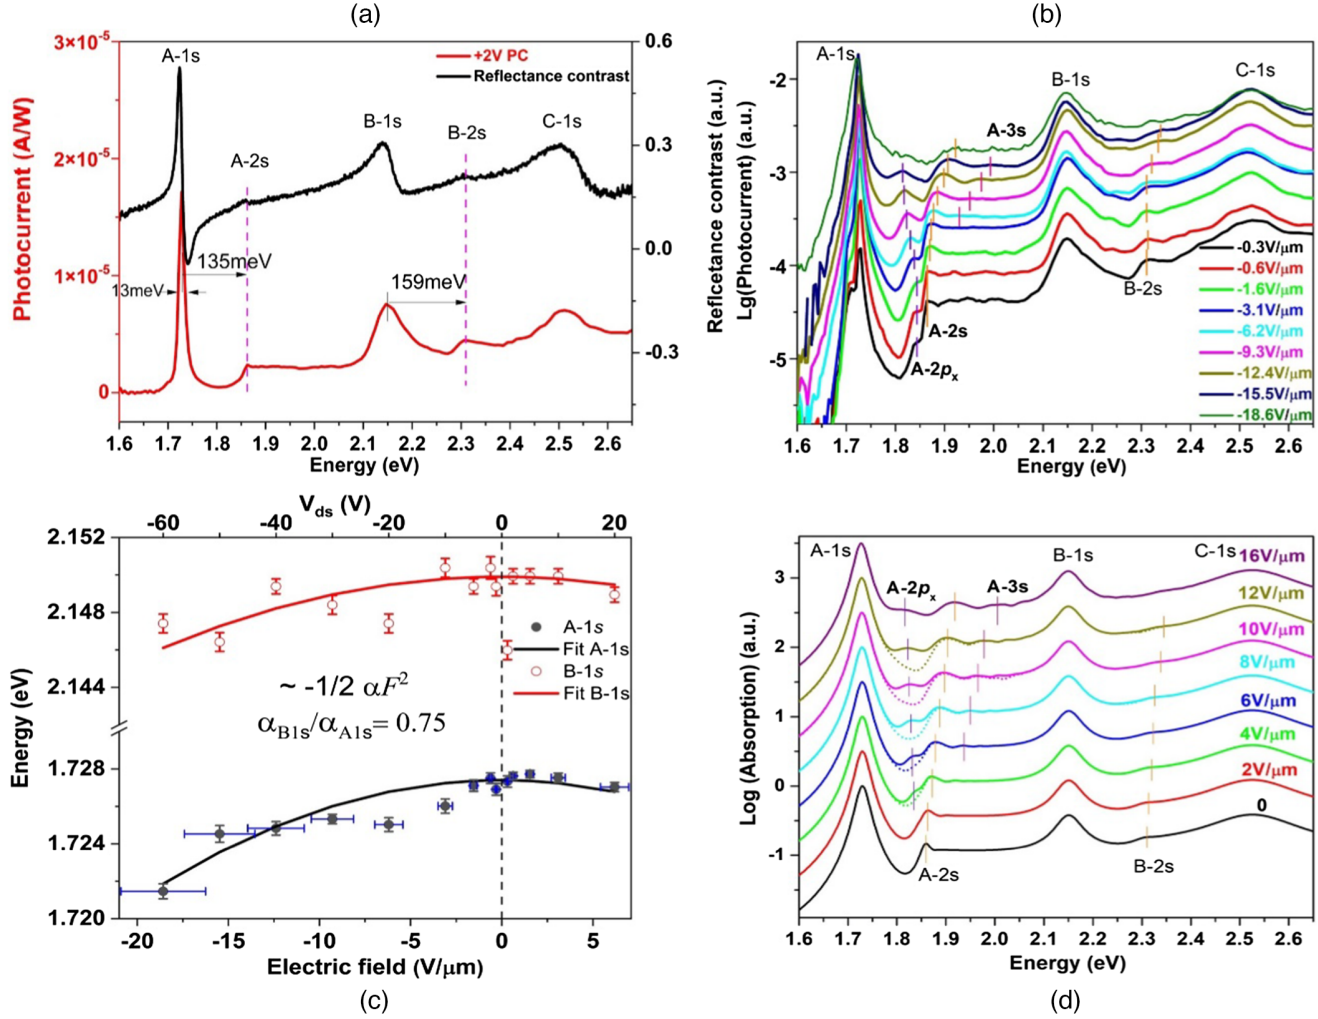 (a)
3×10⁻⁵
2×10⁻⁵
1×10⁻⁵
0
Photocurrent (A/W)
0.6
0.3
0.0
-0.3
A-1s
+2V PC
Reflectance contrast
A-2s
B-1s
B-2s
C-1s
135meV
13meV
159meV
1.6 1.7 1.8 1.9 2.0 2.1 2.2 2.3 2.4 2.5 2.6
Energy (eV)
(b)
Reflcetance contrast (a.u.)
Lg(Photocurrent) (a.u.)
-2
-3
-4
-5
A-1s
A-3s
B-1s
C-1s
B-2s
A-2s
A-2pₓ
-0.3V/μm
-0.6V/μm
-1.6V/μm
-3.1V/μm
-6.2V/μm
-9.3V/μm
-12.4V/μm
-15.5V/μm
-18.6V/μm
1.6 1.7 1.8 1.9 2.0 2.1 2.2 2.3 2.4 2.5 2.6
Energy (eV)
V_ds (V)
-60 -40 -20 0 20
2.152
2.148
2.144
1.728
1.724
1.720
Energy (eV)
A-1s
Fit A-1s
B-1s
Fit B-1s
~ -1/2 αF²
α_B1s/α_A1s= 0.75
-20 -15 -10 -5 0 5
Electric field (V/μm)
(c)
Log (Absorption) (a.u.)
3
2
1
0
-1
A-1s
A-2pₓ
A-3s
B-1s
C-1s
16V/μm
12V/μm
10V/μm
8V/μm
6V/μm
4V/μm
2V/μm
0
A-2s
B-2s
1.6 1.7 1.8 1.9 2.0 2.1 2.2 2.3 2.4 2.5 2.6
Energy (eV)
(d)